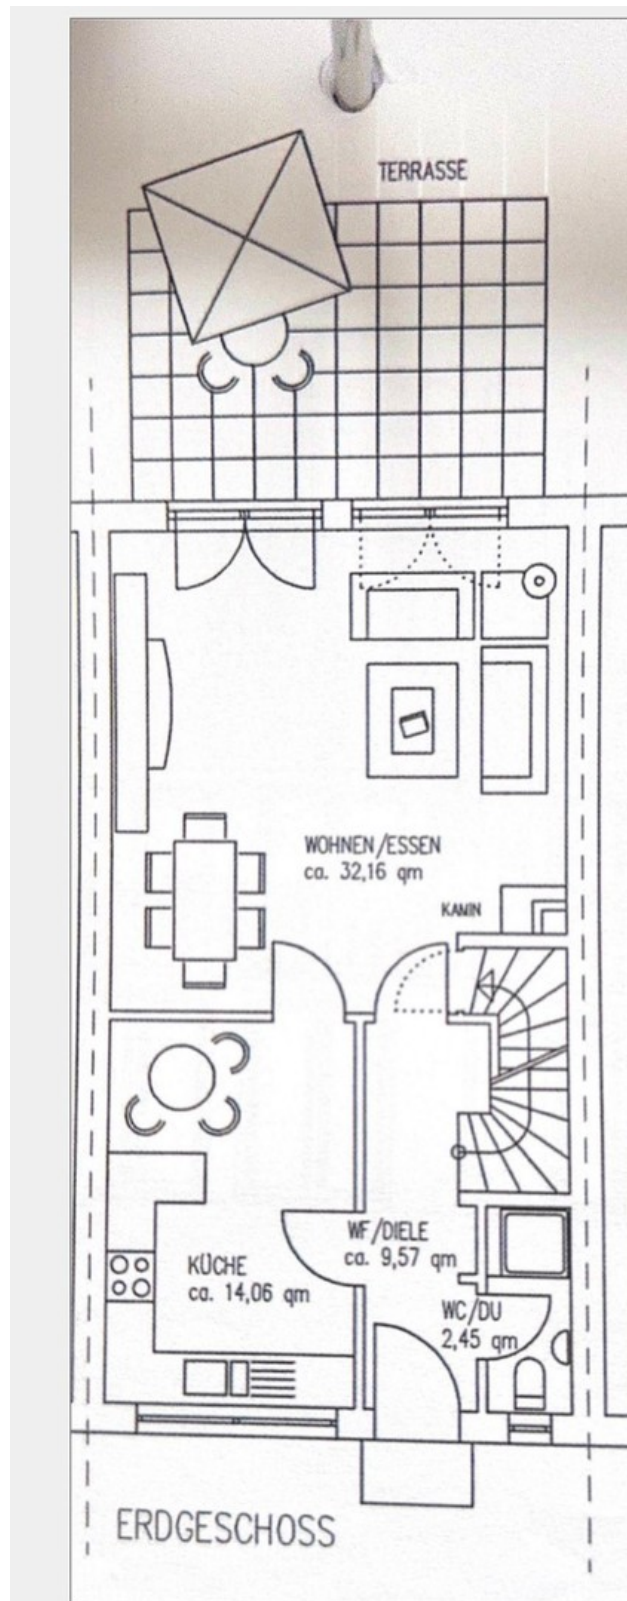 TERRASSE
WOHNEN/ESSEN
ca. 32,16 qm
KAMIN
WF/DIELE
ca. 9,57 qm
KÜCHE
ca. 14,06 qm
WC/DU
2,45 qm
ERDGESCHOSS